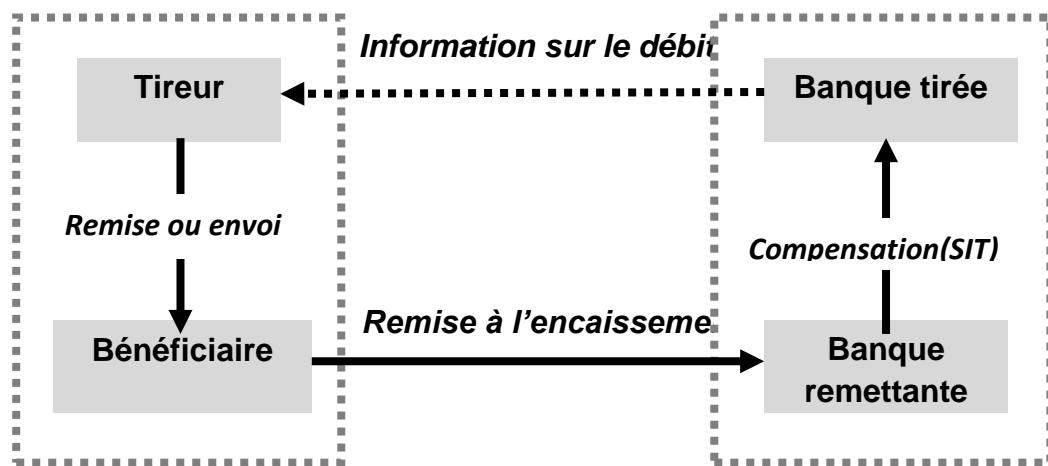 Information sur le débit
Tireur
Banque tirée
Remise ou envoi
Compensation(SIT)
Remise à l’encaisseme
Bénéficiaire
Banque
remettante